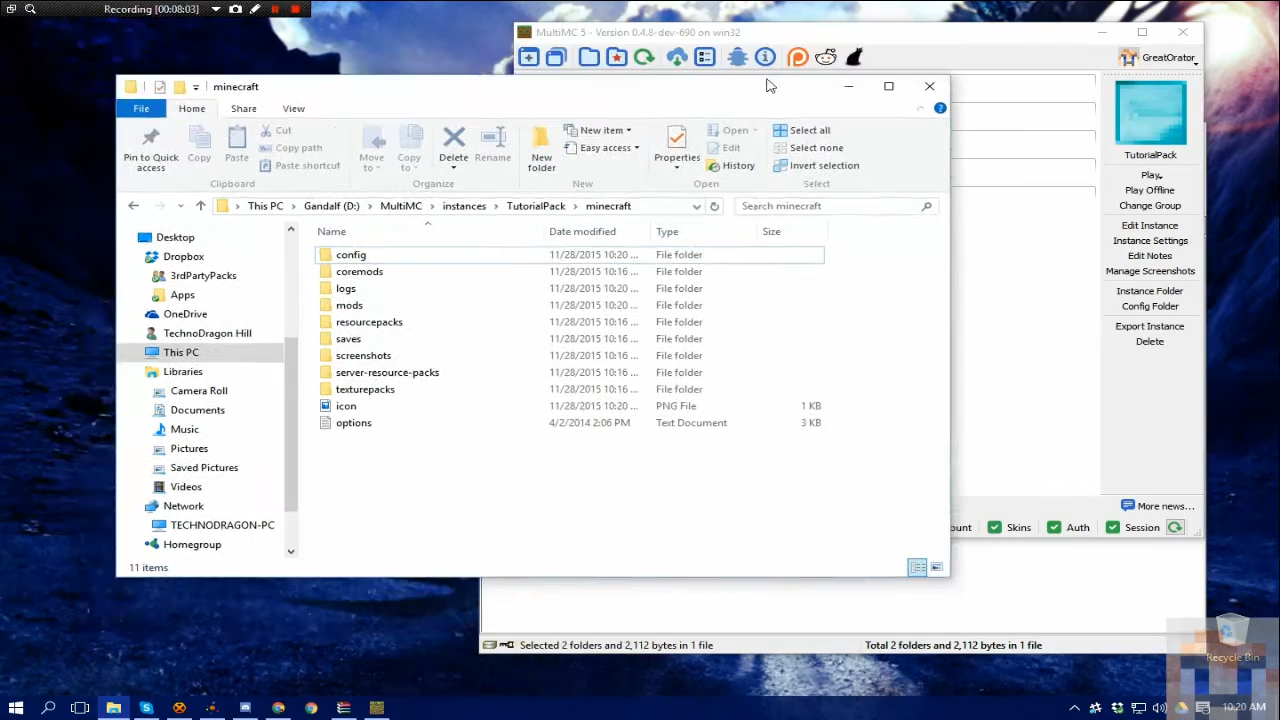 Recording [00:08:03]
MultiMC 5 - Version 0.4.8-dev-690 on win32
GreatOrator
minecraft
File Home Share View
Pin to Quick access
Copy
Paste
Cut
Copy path
Paste shortcut
Move to
Copy to
Delete
Rename
New folder
New item
Easy access
Properties
Open
Edit
History
Select all
Select none
Invert selection
Clipboard Organize New Open Select
This PC Gandalf (D:) MultiMC instances TutorialPack minecraft
Search minecraft
Name Date modified Type Size
config 11/28/2015 10:20 ... File folder
coremods 11/28/2015 10:16 ... File folder
logs 11/28/2015 10:20 ... File folder
mods 11/28/2015 10:20 ... File folder
resourcepacks 11/28/2015 10:16 ... File folder
saves 11/28/2015 10:16 ... File folder
screenshots 11/28/2015 10:16 ... File folder
server-resource-packs 11/28/2015 10:16 ... File folder
texturepacks 11/28/2015 10:16 ... File folder
icon 11/28/2015 10:20 ... PNG File 1 KB
options 4/2/2014 2:06 PM Text Document 3 KB
Desktop
Dropbox
3rdPartyPacks
Apps
OneDrive
TechnoDragon Hill
This PC
Libraries
Camera Roll
Documents
Music
Pictures
Saved Pictures
Videos
Network
TECHNODRAGON-PC
Homegroup
11 items
TutorialPack
Play
Play Offline
Change Group
Edit Instance
Instance Settings
Edit Notes
Manage Screenshots
Instance Folder
Config Folder
Export Instance
Delete
More news...
ount Skins Auth Session
Selected 2 folders and 2,112 bytes in 1 file
Total 2 folders and 2,112 bytes in 1 file
Recycle Bin
10:20 AM